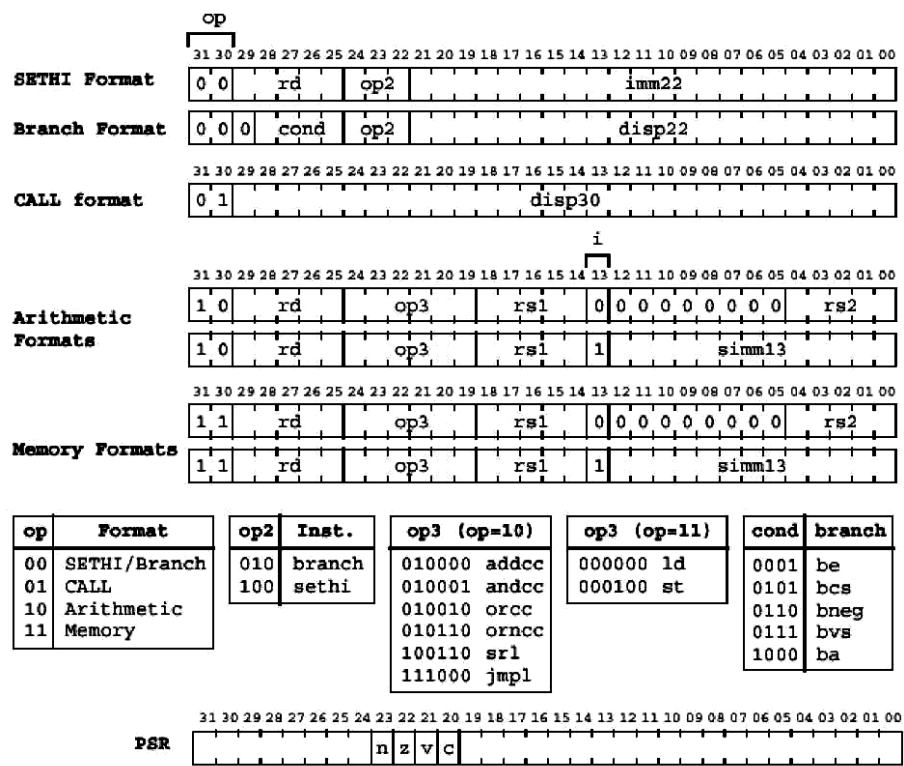 op
31 30 29 28 27 26 25 24 23 22 21 20 19 18 17 16 15 14 13 12 11 10 09 08 07 06 05 04 03 02 01 00
SETHI Format 0 0 rd op2 imm22
Branch Format 0 0 0 cond op2 disp22
31 30 29 28 27 26 25 24 23 22 21 20 19 18 17 16 15 14 13 12 11 10 09 08 07 06 05 04 03 02 01 00
CALL format 0 1 disp30
i
31 30 29 28 27 26 25 24 23 22 21 20 19 18 17 16 15 14 13 12 11 10 09 08 07 06 05 04 03 02 01 00
Arithmetic Formats
1 0 rd op3 rs1 0 0 0 0 0 0 0 0 0 rs2
1 0 rd op3 rs1 1 simm13
31 30 29 28 27 26 25 24 23 22 21 20 19 18 17 16 15 14 13 12 11 10 09 08 07 06 05 04 03 02 01 00
Memory Formats
1 1 rd op3 rs1 0 0 0 0 0 0 0 0 0 rs2
1 1 rd op3 rs1 1 simm13
op Format
00 SETHI/Branch
01 CALL
10 Arithmetic
11 Memory
op2 Inst.
010 branch
100 sethi
op3 (op=10)
010000 addcc
010001 andcc
010010 orcc
010110 orncc
100110 srl
111000 jmpl
op3 (op=11)
000000 ld
000100 st
cond branch
0001 be
0101 bcs
0110 bneg
0111 bvs
1000 ba
31 30 29 28 27 26 25 24 23 22 21 20 19 18 17 16 15 14 13 12 11 10 09 08 07 06 05 04 03 02 01 00
PSR n z v c